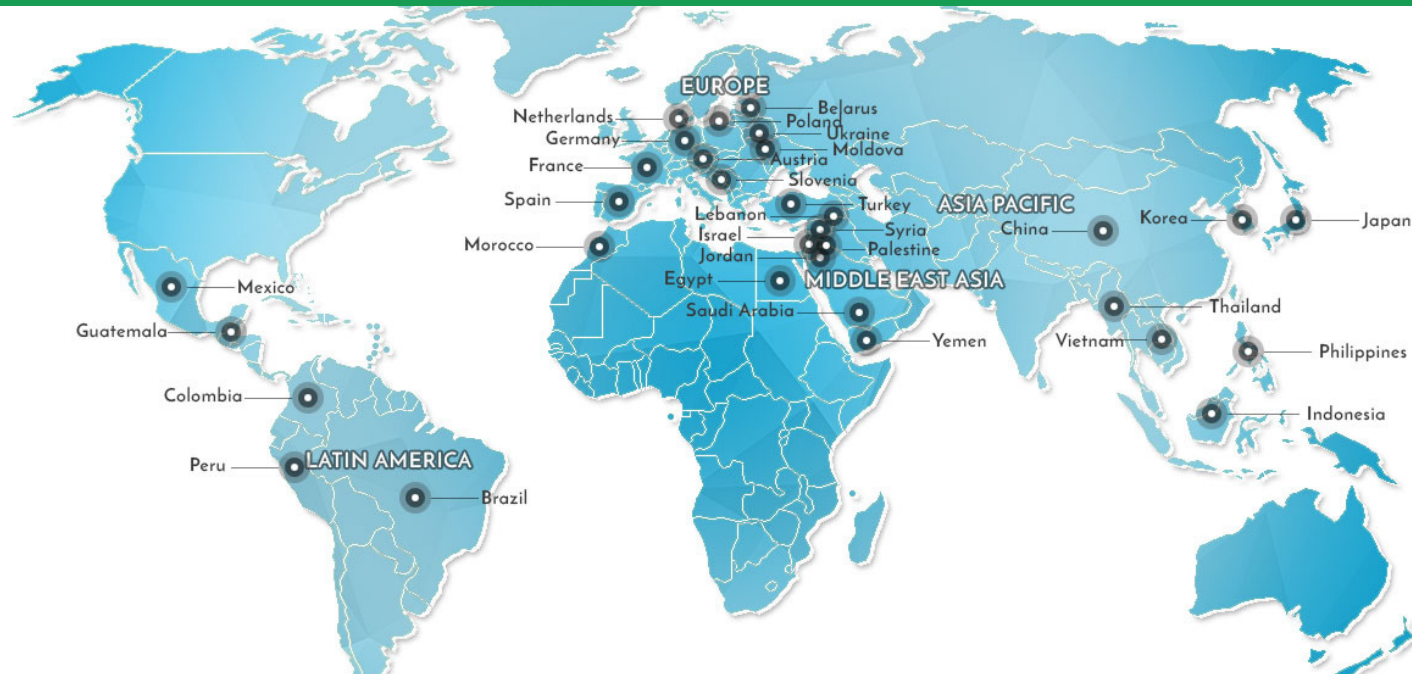 EUROPE
Netherlands
Belarus
Poland
Ukraine
Germany
Moldova
Austria
France
Slovenia
Spain
Turkey
ASIA PACIFIC
Lebanon
Korea
Japan
Israel
Syria
China
Morocco
Palestine
Jordan
Egypt
MIDDLE EAST ASIA
Mexico
Saudi Arabia
Thailand
Guatemala
Yemen
Vietnam
Philippines
Colombia
Indonesia
Peru
LATIN AMERICA
Brazil